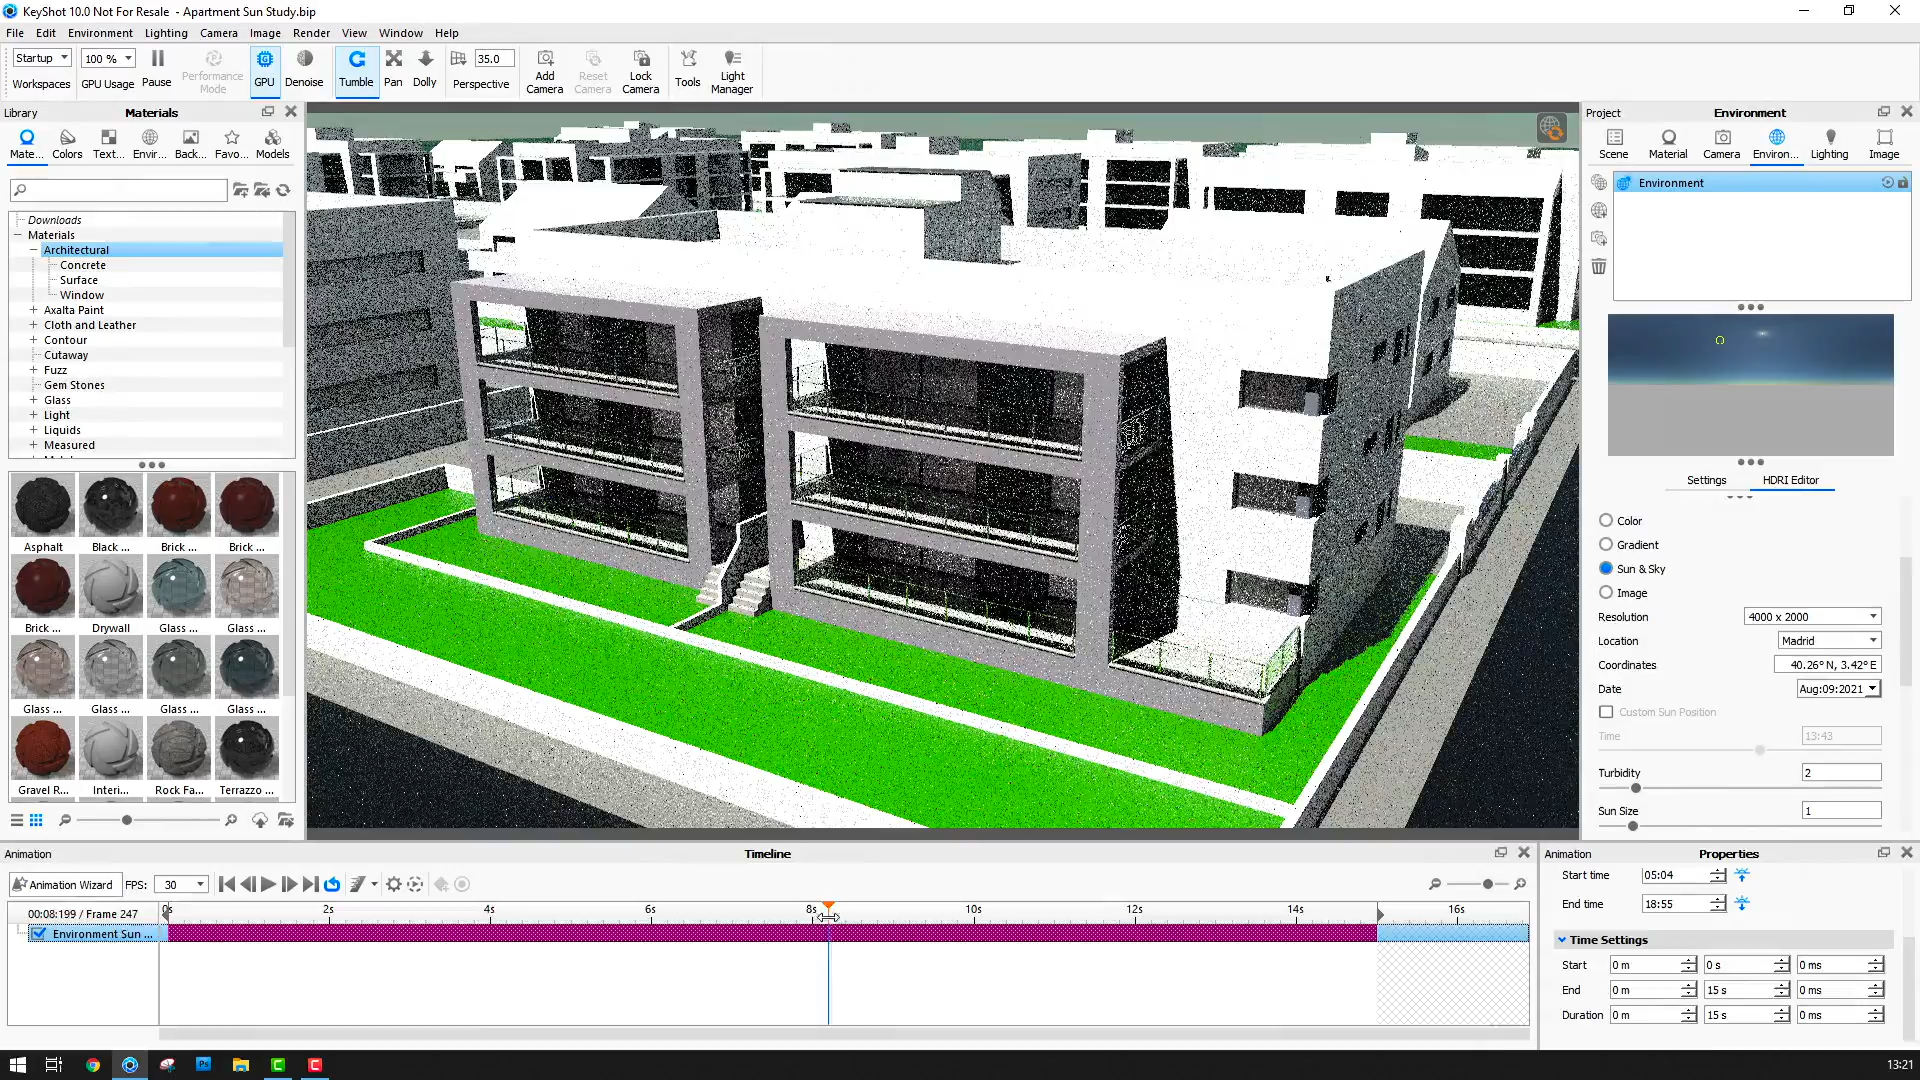 KeyShot 10.0 Not For Resale - Apartment Sun Study.bip
File Edit Environment Lighting Camera Image Render View Window Help
Startup 100 % 35.0
Workspaces GPU Usage Pause Performance Mode GPU Denoise Tumble Pan Dolly Perspective Add Camera Reset Camera Lock Camera Tools Light Manager
Library Materials
Mate... Colors Text... Envir... Back... Favo... Models
Downloads
Materials
Architectural
Concrete
Surface
Window
Axalta Paint
Cloth and Leather
Contour
Cutaway
Fuzz
Gem Stones
Glass
Light
Liquids
Measured
Asphalt Black ... Brick ... Brick ...
Brick ... Drywall Glass ... Glass ...
Glass ... Glass ... Glass ... Glass ...
Gravel R... Interi... Rock Fa... Terrazzo ...
Project Environment
Scene Material Camera Environ... Lighting Image
Environment
Settings HDRI Editor
Color
Gradient
Sun & Sky
Image
Resolution 4000 x 2000
Location Madrid
Coordinates 40.26° N, 3.42° E
Date Aug:09:2021
Custom Sun Position
Time 13:43
Turbidity 2
Sun Size 1
Animation Timeline
Animation Wizard FPS: 30
00:08:199 / Frame 247 0s 2s 4s 6s 8s 10s 12s 14s 16s
Environment Sun ...
Animation Properties
Start time 05:04
End time 18:55
Time Settings
Start 0 m 0 s 0 ms
End 0 m 15 s 0 ms
Duration 0 m 15 s 0 ms
13:21